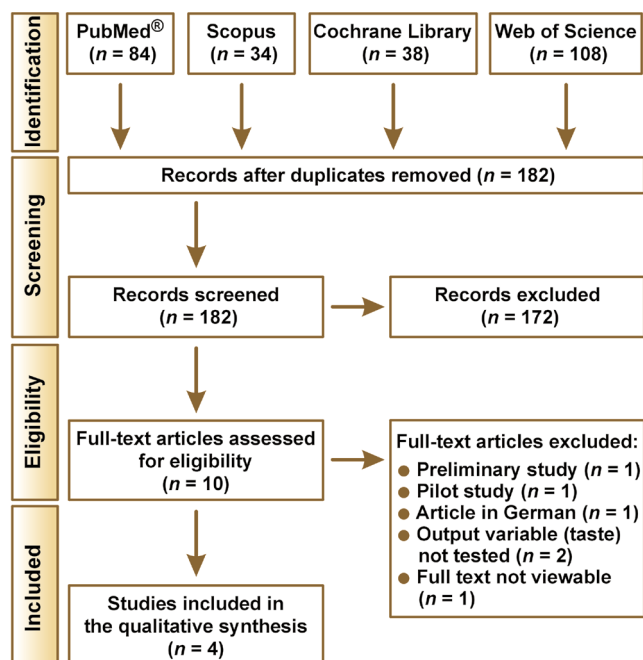 Identification
PubMed®
(n = 84)
Scopus
(n = 34)
Cochrane Library
(n = 38)
Web of Science
(n = 108)
Screening
Records after duplicates removed (n = 182)
Records screened
(n = 182)
Records excluded
(n = 172)
Eligibility
Full-text articles assessed
for eligibility
(n = 10)
Full-text articles excluded:
● Preliminary study (n = 1)
● Pilot study (n = 1)
● Article in German (n = 1)
● Output variable (taste)
not tested (n = 2)
● Full text not viewable
(n = 1)
Included
Studies included in
the qualitative synthesis
(n = 4)